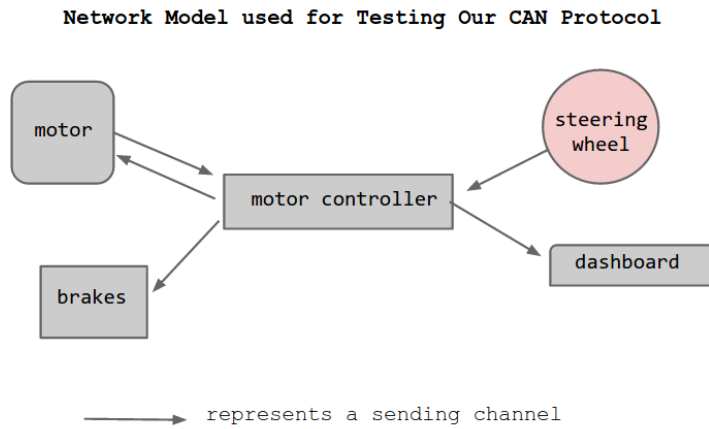 Network Model used for Testing Our CAN Protocol
motor
steering
wheel
motor controller
dashboard
brakes
represents a sending channel